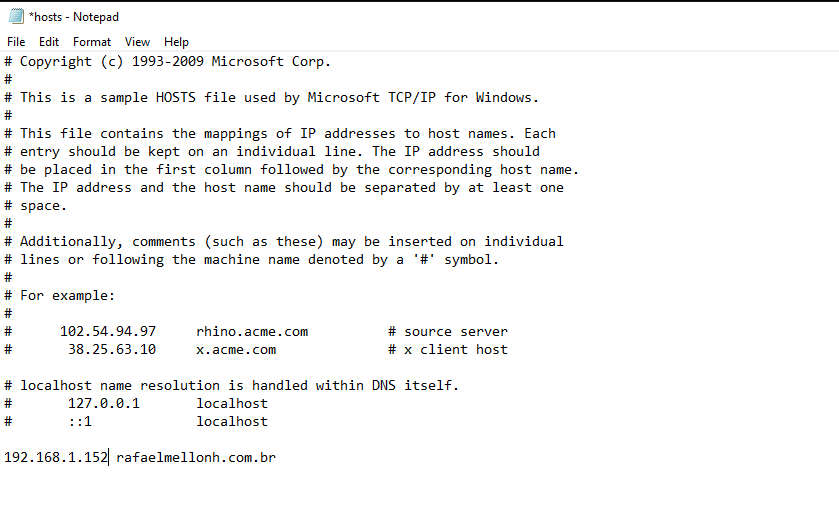 *hosts - Notepad
File Edit Format View Help
# Copyright (c) 1993-2009 Microsoft Corp.
#
# This is a sample HOSTS file used by Microsoft TCP/IP for Windows.
#
# This file contains the mappings of IP addresses to host names. Each
# entry should be kept on an individual line. The IP address should
# be placed in the first column followed by the corresponding host name.
# The IP address and the host name should be separated by at least one
# space.
#
# Additionally, comments (such as these) may be inserted on individual
# lines or following the machine name denoted by a '#' symbol.
#
# For example:
#
#      102.54.94.97     rhino.acme.com          # source server
#       38.25.63.10     x.acme.com              # x client host

# localhost name resolution is handled within DNS itself.
#       127.0.0.1       localhost
#       ::1             localhost

192.168.1.152 rafaelmellonh.com.br